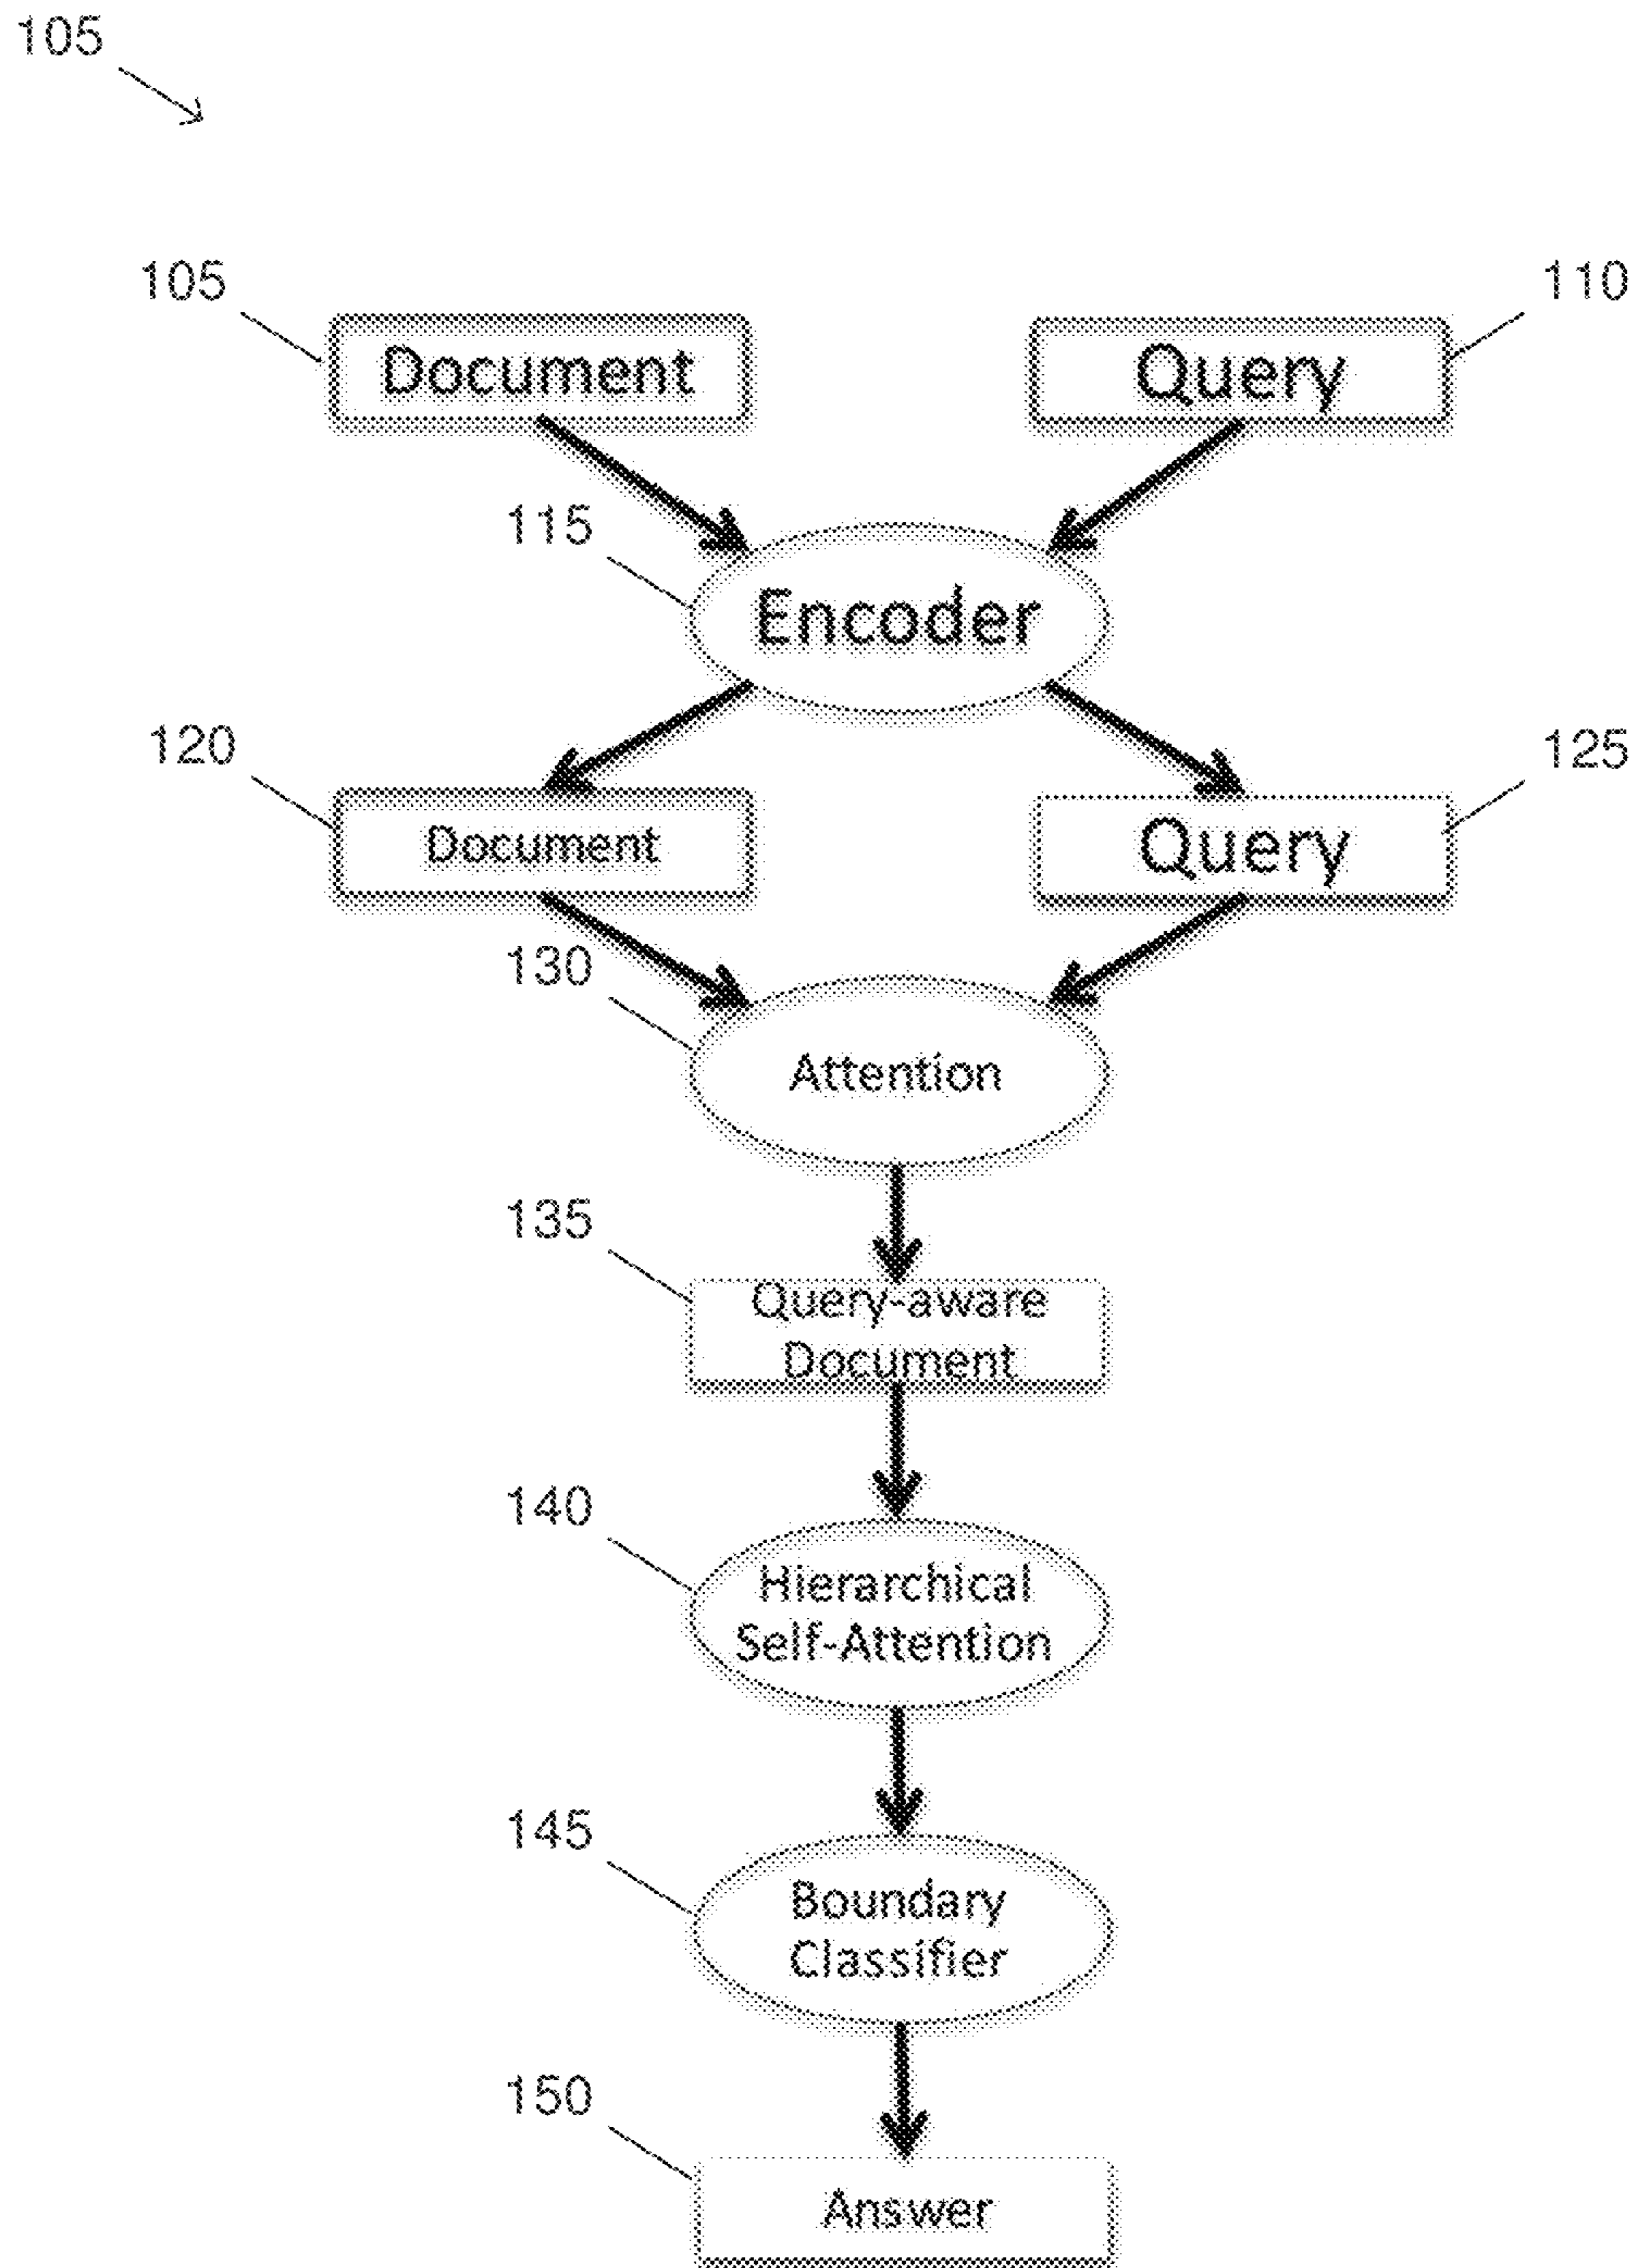 105
105
110
Document
Query
115
Encoder
120
125
Document
Query
130
Attention
135
Query-aware
Document
140
Hierarchical
Self-Attention
145
Boundary
Classifier
150
Answer